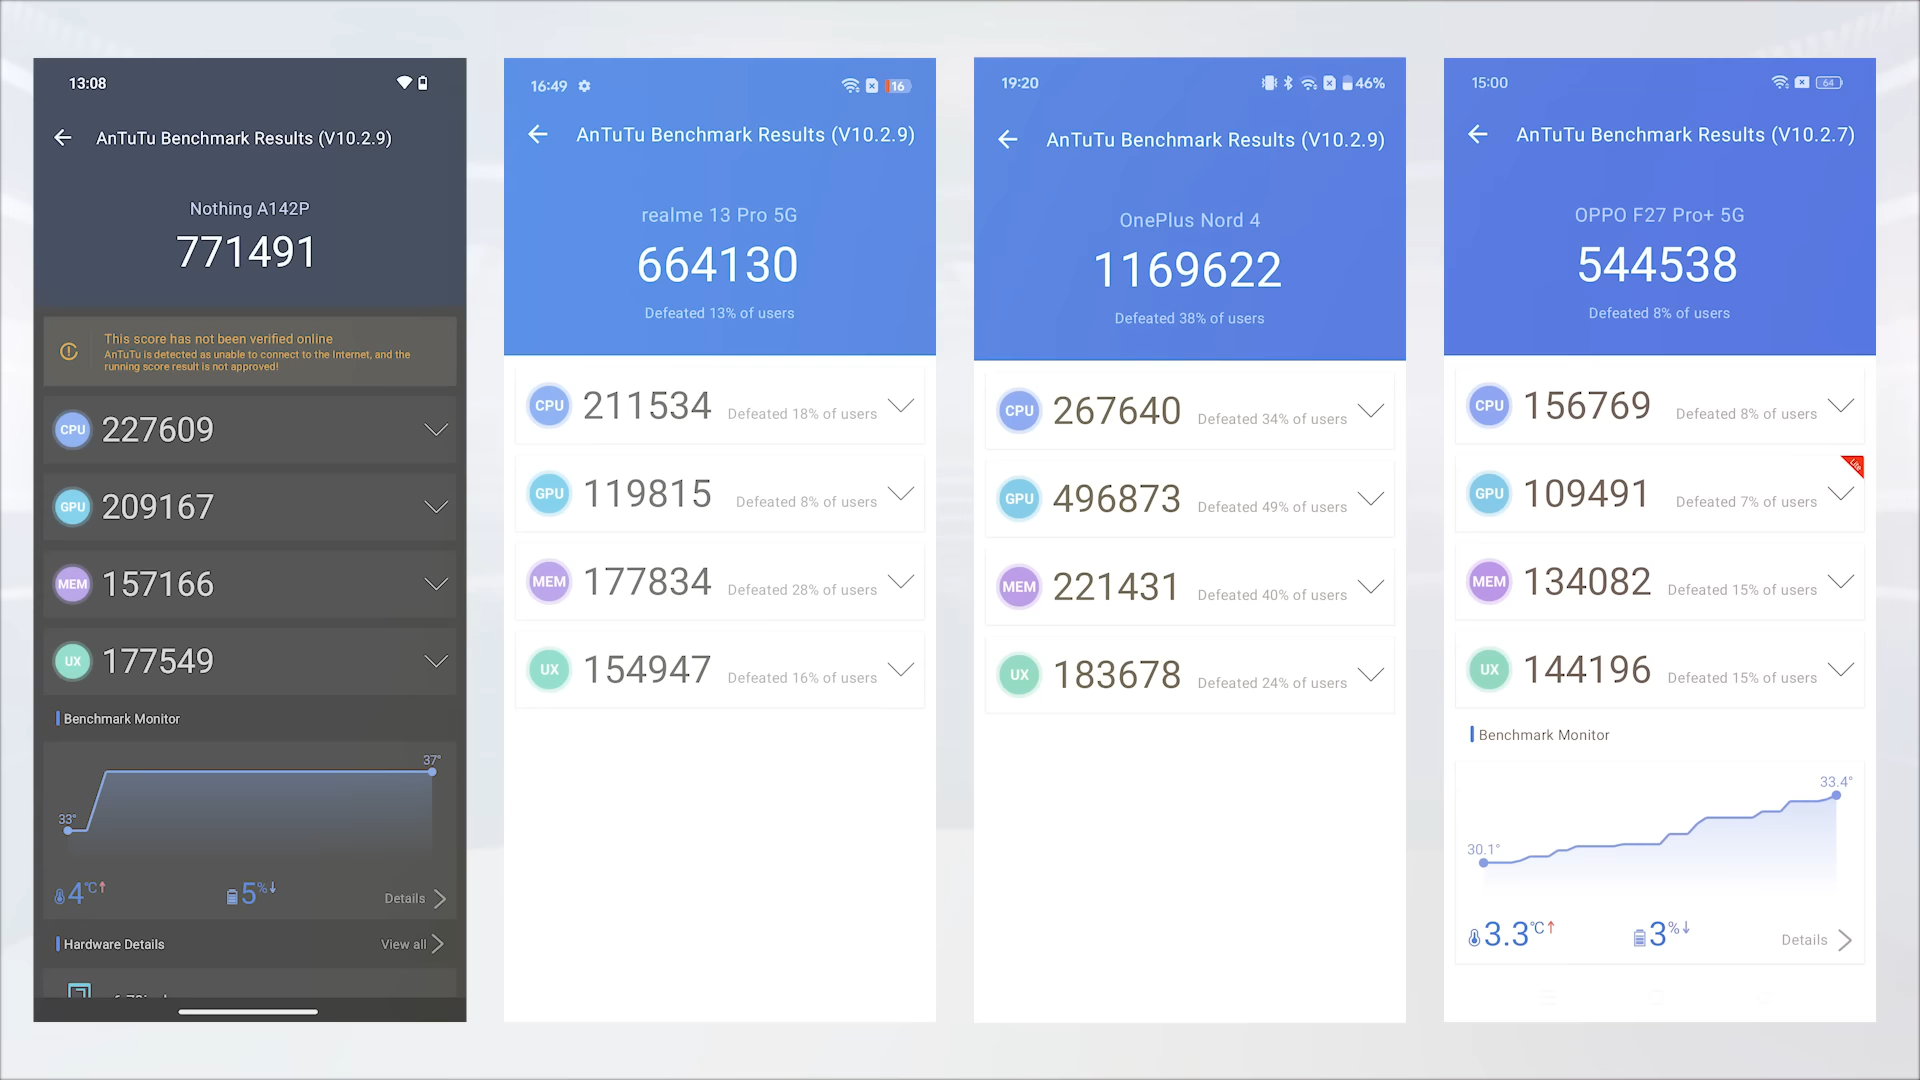 13:08
AnTuTu Benchmark Results (V10.2.9)
Nothing A142P
771491
This score has not been verified online
AnTuTu is detected as unable to connect to the Internet, and the
running score result is not approved!
CPU 227609
GPU 209167
MEM 157166
UX 177549
Benchmark Monitor
37°
33°
4°C↑ 5%↓ Details
Hardware Details View all
16:49 16
AnTuTu Benchmark Results (V10.2.9)
realme 13 Pro 5G
664130
Defeated 13% of users
CPU 211534 Defeated 18% of users
GPU 119815 Defeated 8% of users
MEM 177834 Defeated 28% of users
UX 154947 Defeated 16% of users
19:20 46%
AnTuTu Benchmark Results (V10.2.9)
OnePlus Nord 4
1169622
Defeated 38% of users
CPU 267640 Defeated 34% of users
GPU 496873 Defeated 49% of users
MEM 221431 Defeated 40% of users
UX 183678 Defeated 24% of users
15:00 64
AnTuTu Benchmark Results (V10.2.7)
OPPO F27 Pro+ 5G
544538
Defeated 8% of users
CPU 156769 Defeated 8% of users
Lite
GPU 109491 Defeated 7% of users
MEM 134082 Defeated 15% of users
UX 144196 Defeated 15% of users
Benchmark Monitor
33.4°
30.1°
3.3°C↑ 3%↓ Details